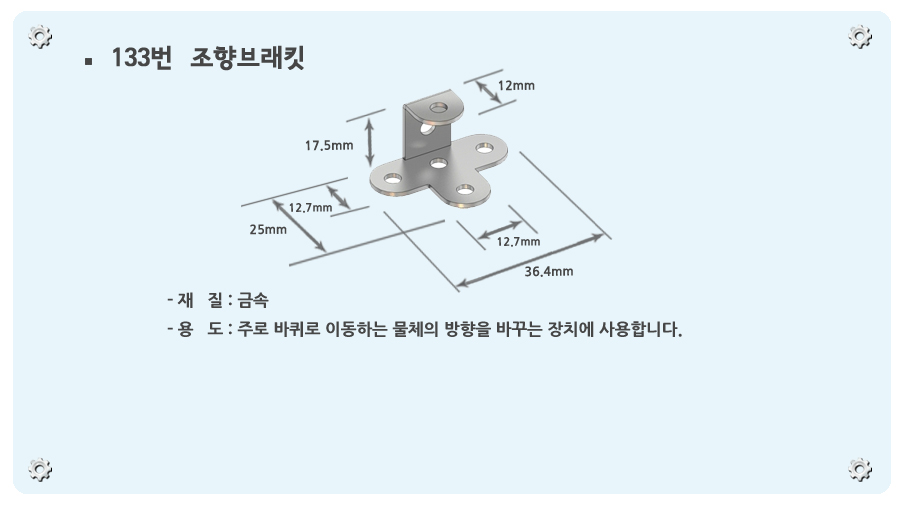 ▪ 133번 조향브래킷
12mm
17.5mm
12.7mm
25mm
12.7mm
36.4mm
- 재 질 : 금속
- 용 도 : 주로 바퀴로 이동하는 물체의 방향을 바꾸는 장치에 사용합니다.